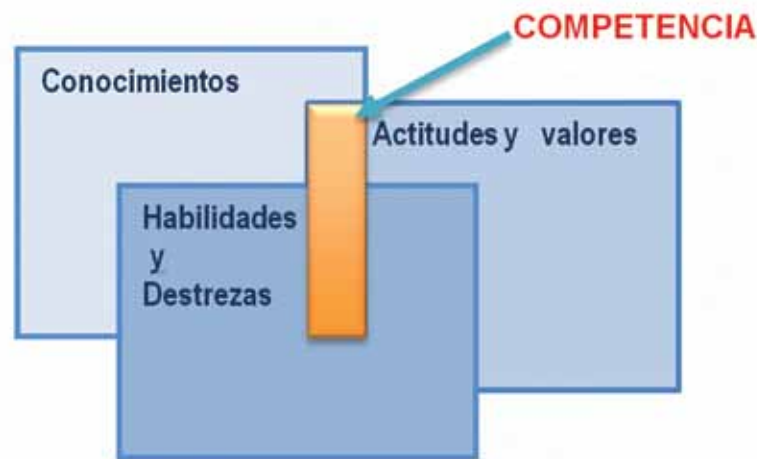 COMPETENCIA
Conocimientos
Actitudes y valores
Habilidades
y
Destrezas